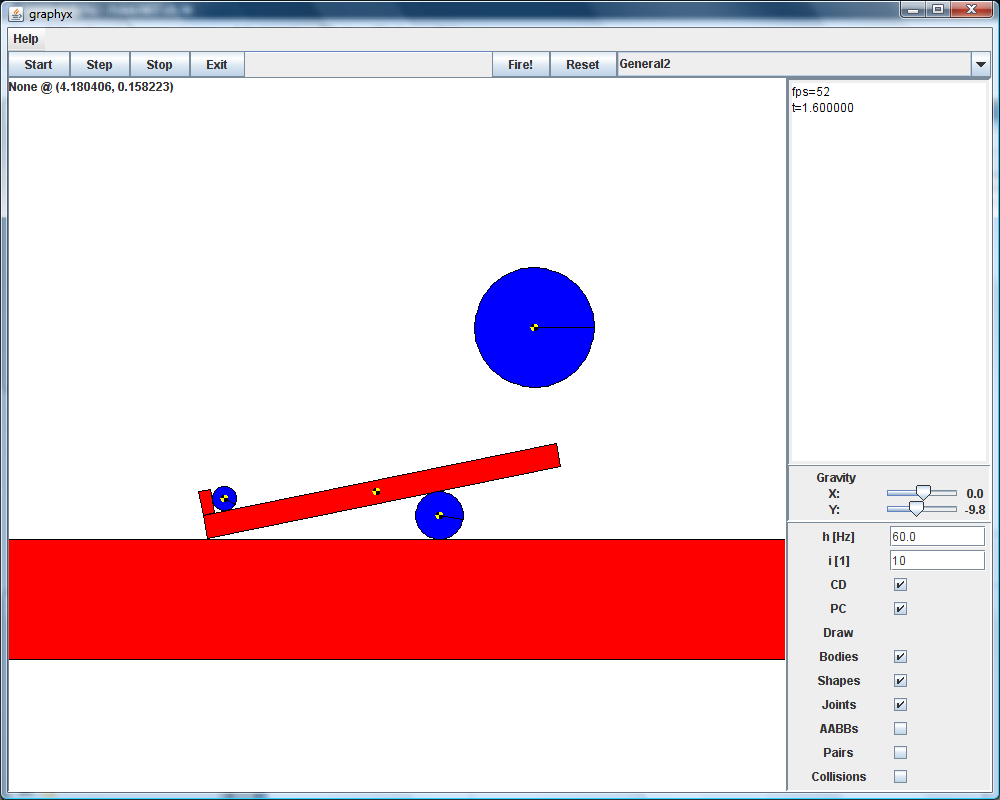 graphyx
Help
Start Step Stop Exit Fire! Reset General2
None @ (4.180406, 0.158223)
fps=52
t=1.600000
Gravity
X: 0.0
Y: -9.8
h [Hz] 60.0
i [1] 10
CD
PC
Draw
Bodies
Shapes
Joints
AABBs
Pairs
Collisions